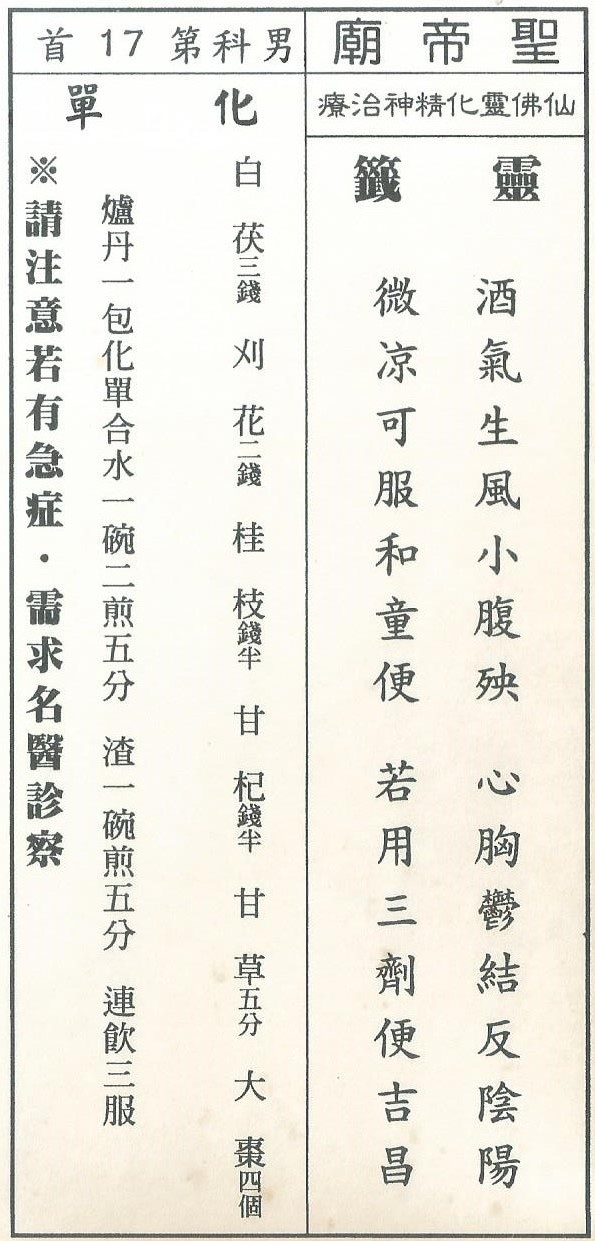 聖帝廟
仙佛靈化精神治療
靈籤
酒氣生風小腹殃　心胸鬱結反陰陽
微凉可服和童便　若用三劑便吉昌
男科第17首
化單
白茯三錢　刈花二錢　桂枝錢半　甘杞錢半　甘草五分　大棗四個
爐丹一包化單合水一碗二煎五分　渣一碗煎五分　連飲三服
※請注意若有急症．需求名醫診察